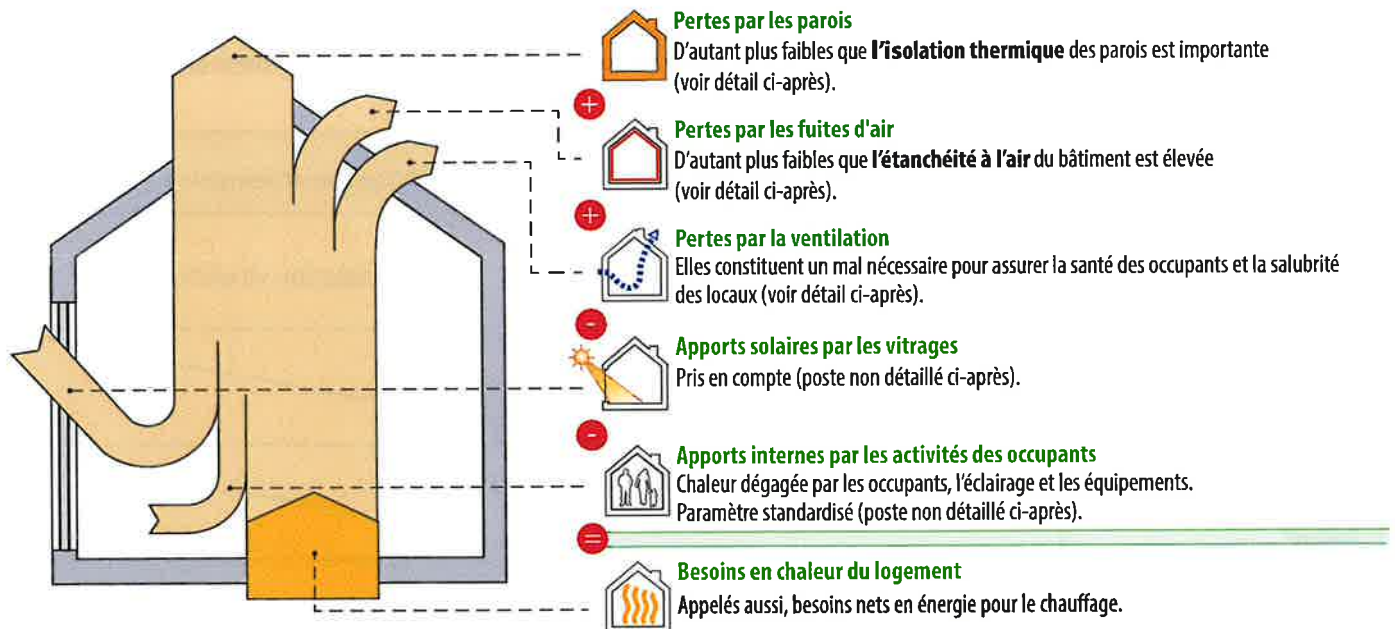 Pertes par les parois
D'autant plus faibles que l'isolation thermique des parois est importante
(voir détail ci-après).
+
Pertes par les fuites d'air
D'autant plus faibles que l'étanchéité à l'air du bâtiment est élevée
(voir détail ci-après).
+
Pertes par la ventilation
Elles constituent un mal nécessaire pour assurer la santé des occupants et la salubrité
des locaux (voir détail ci-après).
-
Apports solaires par les vitrages
Pris en compte (poste non détaillé ci-après).
-
Apports internes par les activités des occupants
Chaleur dégagée par les occupants, l'éclairage et les équipements.
Paramètre standardisé (poste non détaillé ci-après).
=
Besoins en chaleur du logement
Appelés aussi, besoins nets en énergie pour le chauffage.